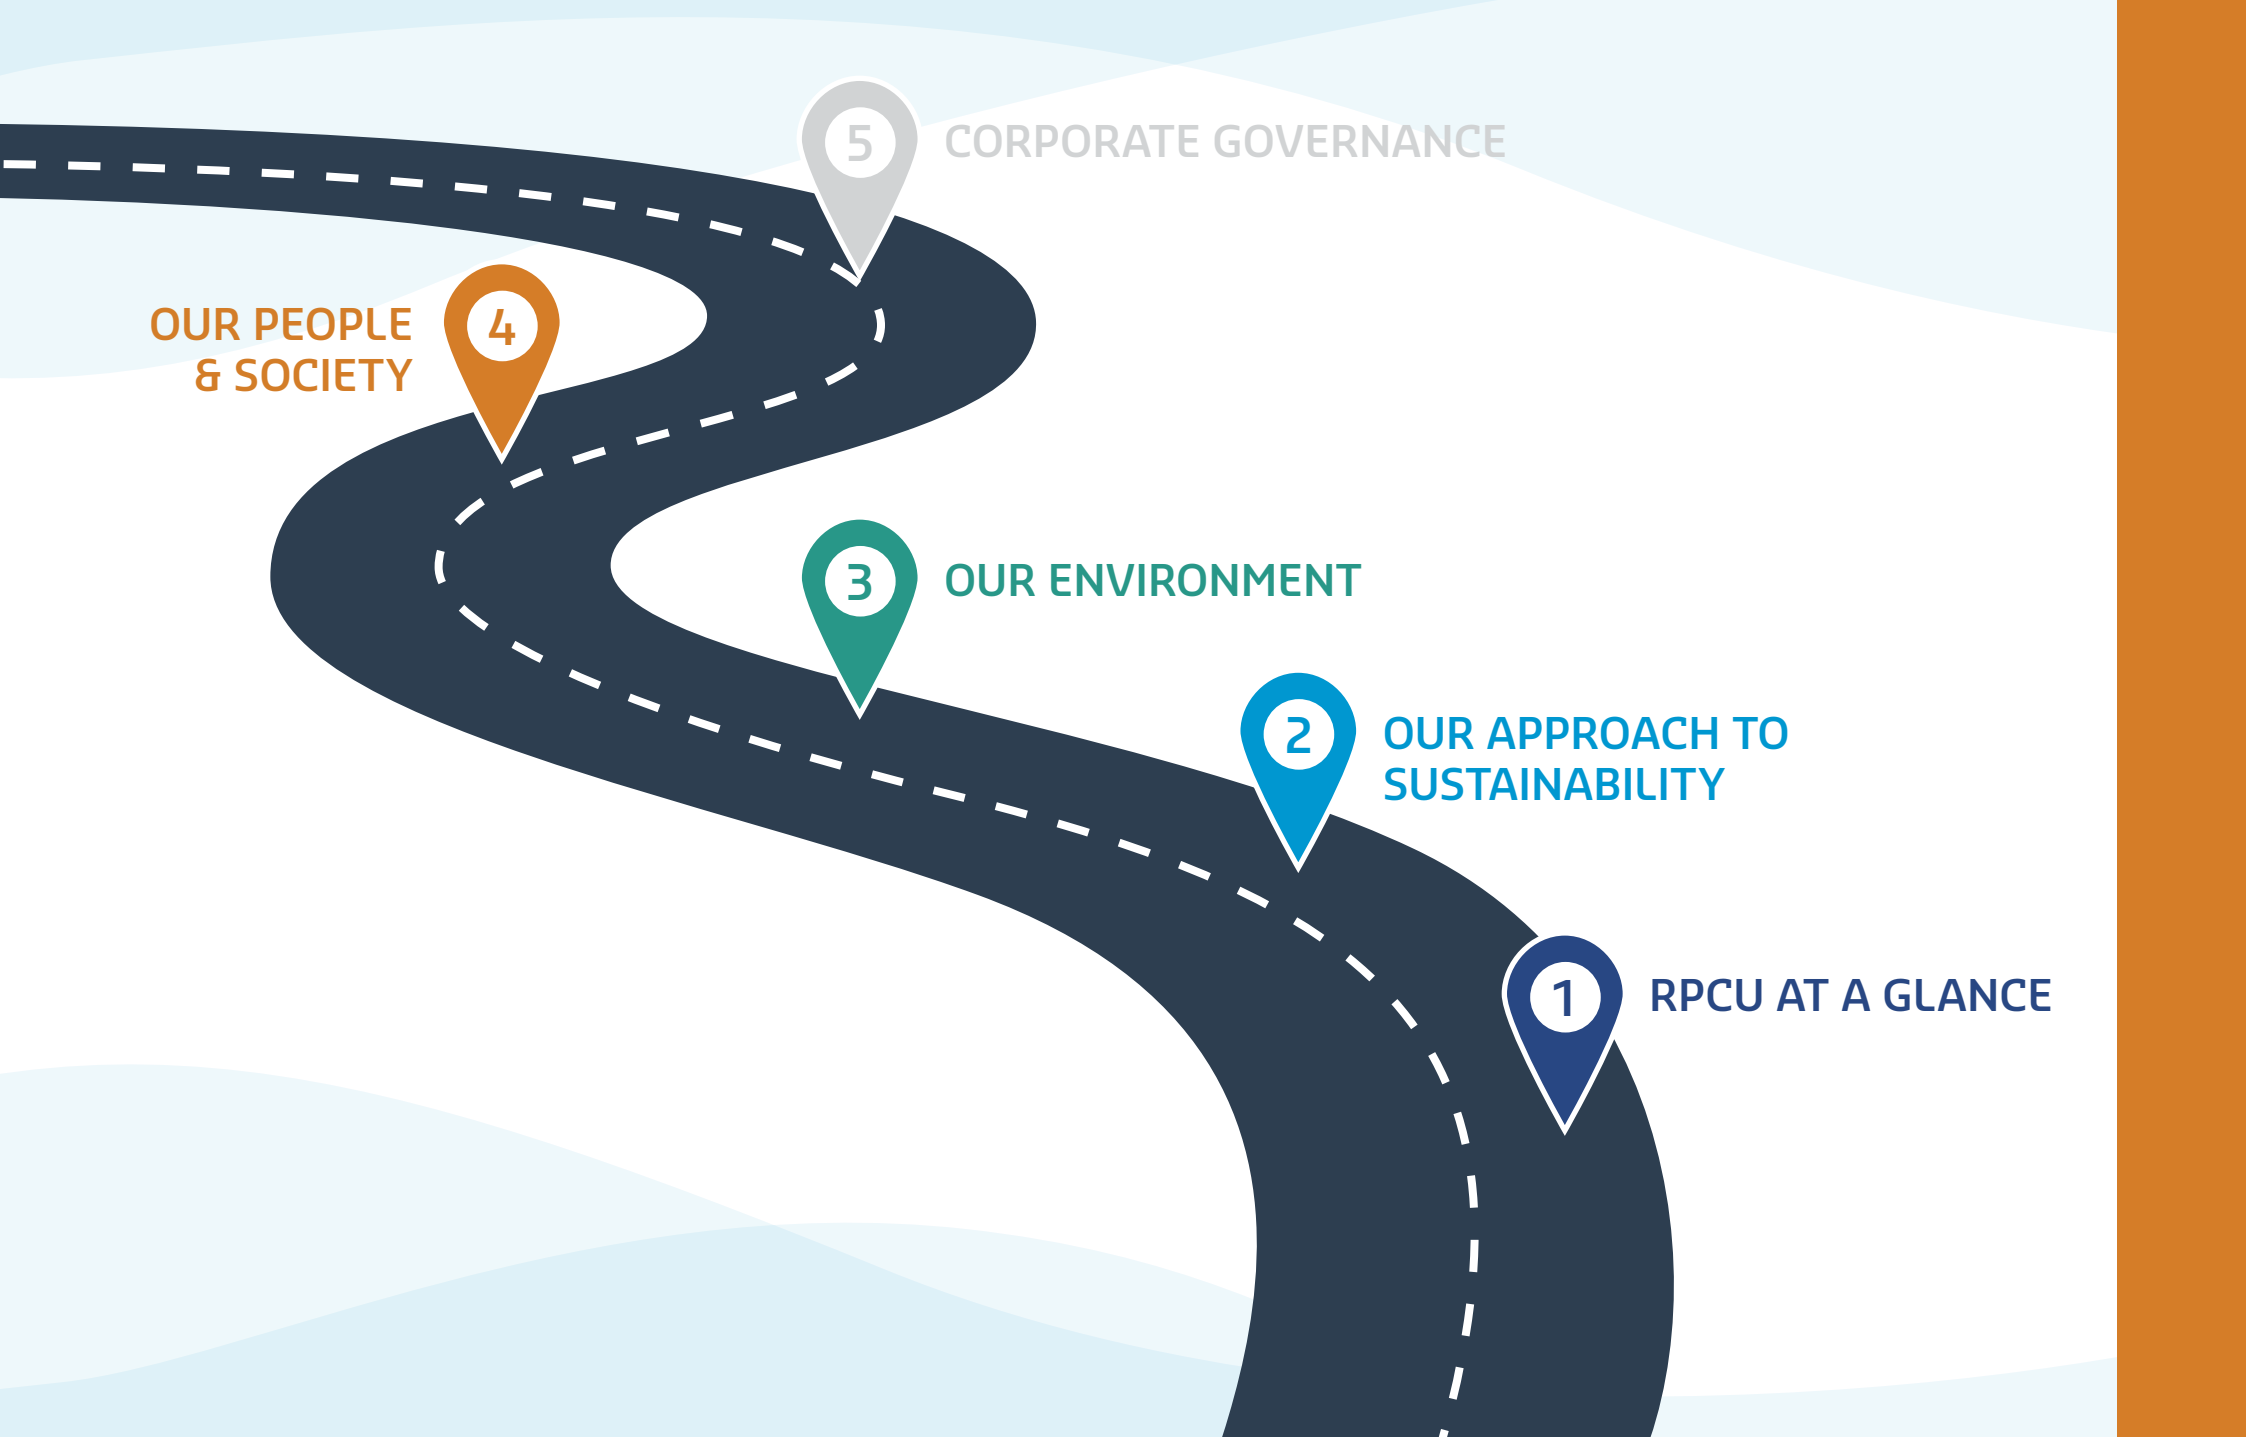 5
CORPORATE GOVERNANCE
4
OUR PEOPLE
& SOCIETY
3
OUR ENVIRONMENT
2
OUR APPROACH TO
SUSTAINABILITY
1
RPCU AT A GLANCE